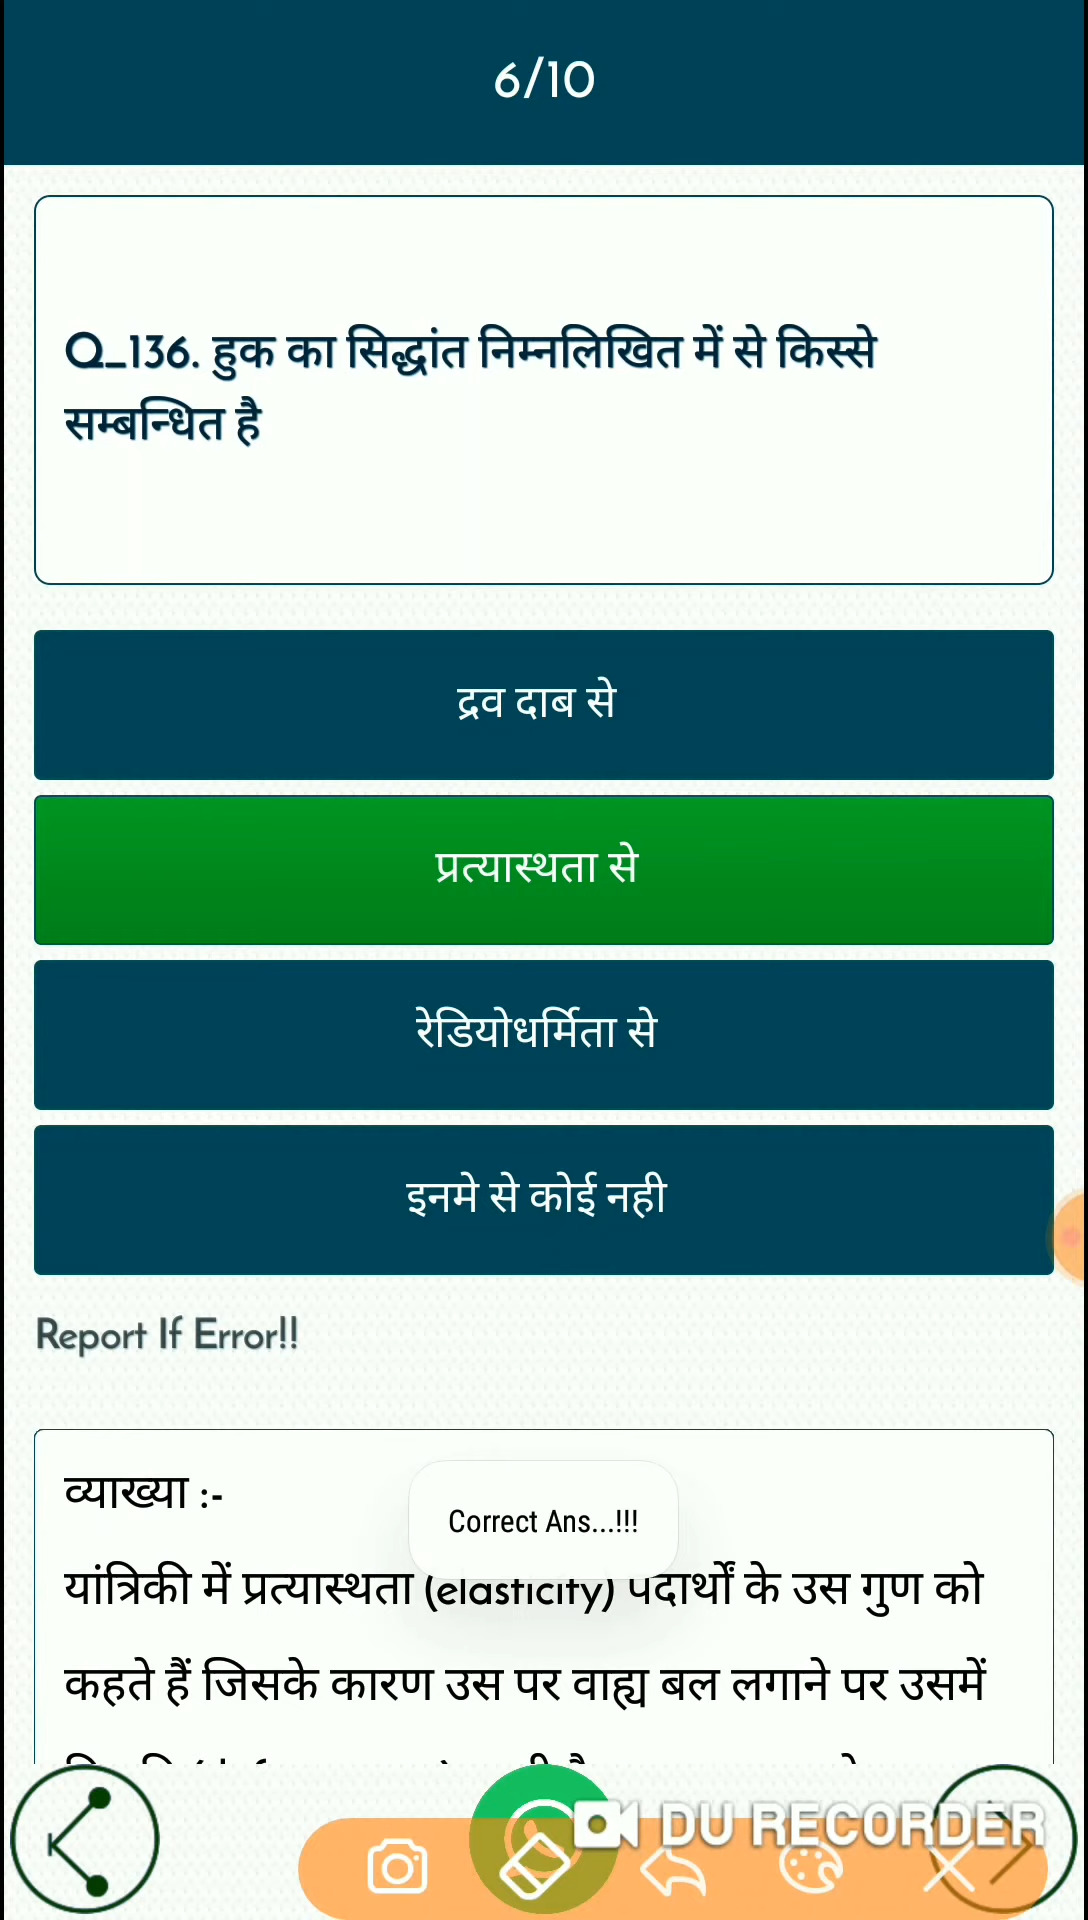 6/10
Q_136. हुक का सिद्धांत निम्नलिखित में से किस्से
सम्बन्धित है
द्रव दाब से
प्रत्यास्थता से
रेडियोधर्मिता से
इनमे से कोई नही
Report If Error!!
व्याख्या :-
Correct Ans...!!!
यांत्रिकी में प्रत्यास्थता (elasticity) पदार्थों के उस गुण को
कहते हैं जिसके कारण उस पर वाह्य बल लगाने पर उसमें
DU RECORDER